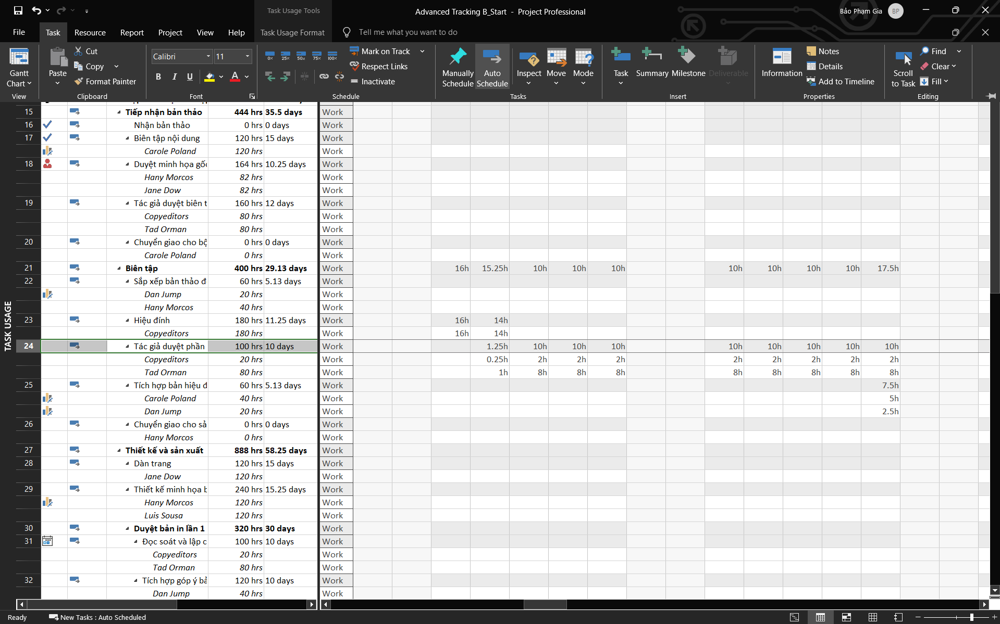 Task Usage Tools
Advanced Tracking B_Start - Project Professional
Bảo Phạm Gia BP
File Task Resource Report Project View Help Task Usage Format Tell me what you want to do
Gantt Chart
View
Paste
Cut
Copy
Format Painter
Clipboard
Calibri 11
B I U A
Font
0% 25% 50% 75% 100%
Mark on Track
Respect Links
Inactivate
Schedule
Manually Schedule
Auto Schedule
Inspect
Move
Mode
Tasks
Task
Summary
Milestone
Deliverable
Insert
Information
Notes
Details
Add to Timeline
Properties
Scroll to Task
Find
Clear
Fill
Editing
TASK USAGE
15 Tiếp nhận bản thảo 444 hrs 35.5 days Work
16 Nhận bản thảo 0 hrs 0 days Work
17 Biên tập nội dung 120 hrs 15 days Work
Carole Poland 120 hrs Work
18 Duyệt minh họa 164 hrs 10.25 days Work
Hany Morcos 82 hrs Work
Jane Dow 82 hrs Work
19 Tác giả duyệt biên t 160 hrs 12 days Work
Copyeditors 80 hrs Work
Tad Orman 80 hrs Work
20 Chuyển giao cho bộ 0 hrs 0 days Work
Carole Poland 0 hrs Work
21 Biên tập 400 hrs 29.13 days Work 16h 15.25h 10h 10h 10h 10h 10h 10h 10h 17.5h
22 Sắp xếp bản thảo đ 60 hrs 5.13 days Work
Dan Jump 20 hrs Work
Hany Morcos 40 hrs Work
23 Hiệu đính 180 hrs 11.25 days Work 16h 14h
Copyeditors 180 hrs Work 16h 14h
24 Tác giả duyệt phần 100 hrs 10 days Work 1.25h 10h 10h 10h 10h 10h 10h 10h 10h
Copyeditors 20 hrs Work 0.25h 2h 2h 2h 2h 2h 2h 2h 2h
Tad Orman 80 hrs Work 1h 8h 8h 8h 8h 8h 8h 8h 8h
25 Tích hợp bản hiệu đ 60 hrs 5.13 days Work 7.5h
Carole Poland 40 hrs Work 5h
Dan Jump 20 hrs Work 2.5h
26 Chuyển giao cho sả 0 hrs 0 days Work
Hany Morcos 0 hrs Work
27 Thiết kế và sản xuất 888 hrs 58.25 days Work
28 Dàn trang 120 hrs 15 days Work
Jane Dow 120 hrs Work
29 Thiết kế minh họa b 240 hrs 15.25 days Work
Hany Morcos 120 hrs Work
Luis Sousa 120 hrs Work
30 Duyệt bản in lần 1 320 hrs 30 days Work
31 Đọc soát và lập c 100 hrs 10 days Work
Copyeditors 20 hrs Work
Tad Orman 80 hrs Work
32 Tích hợp góp ý bả 120 hrs 10 days Work
Dan Jump 40 hrs Work
Ready New Tasks : Auto Scheduled